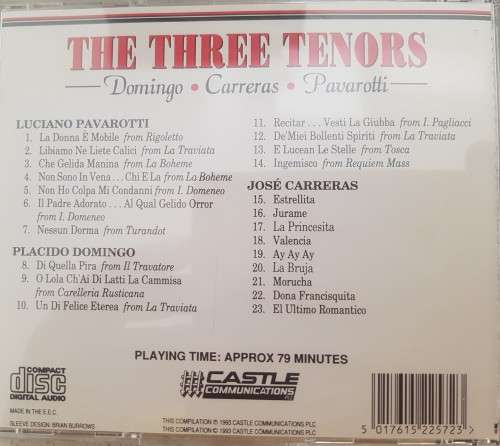 THE THREE TENORS
Domingo • Carreras • Pavarotti
LUCIANO PAVAROTTI
1. La Donna È Mobile from Rigoletto
2. Libiamo Ne Liete Calici from La Traviata
3. Che Gelida Manina from La Boheme
4. Non Sono In Vena . . . Chi E La from La Boheme
5. Non Ho Colpa Mi Condanni from I. Domeneo
6. Il Padre Adorato . . . Al Qual Gelido Orror
from I. Domeneo
7. Nessun Dorma from Turandot
PLACIDO DOMINGO
8. Di Quella Pira from Il Travatore
9. O Lola Ch'Ai Di Latti La Cammisa
from Carelleria Rusticana
10. Un Di Felice Eterea from La Traviata
11. Recitar . . . Vesti La Giubba from I. Pagliacci
12. De'Miei Bollenti Spiriti from La Traviata
13. E Lucean Le Stelle from Tosca
14. Ingemisco from Requiem Mass
JOSÉ CARRERAS
15. Estrellita
16. Jurame
17. La Princesita
18. Valencia
19. Ay Ay Ay
20. La Bruja
21. Morucha
22. Dona Francisquita
23. El Ultimo Romantico
PLAYING TIME: APPROX 79 MINUTES
COMPACT
disc
DIGITAL AUDIO
CASTLE
COMMUNICATIONS
MADE IN THE E.E.C.
SLEEVE DESIGN: BRIAN BURROWS
THIS COMPILATION ℗ 1993 CASTLE COMMUNICATIONS PLC
THIS COMPILATION © 1993 CASTLE COMMUNICATIONS PLC
5 017615 225723 >